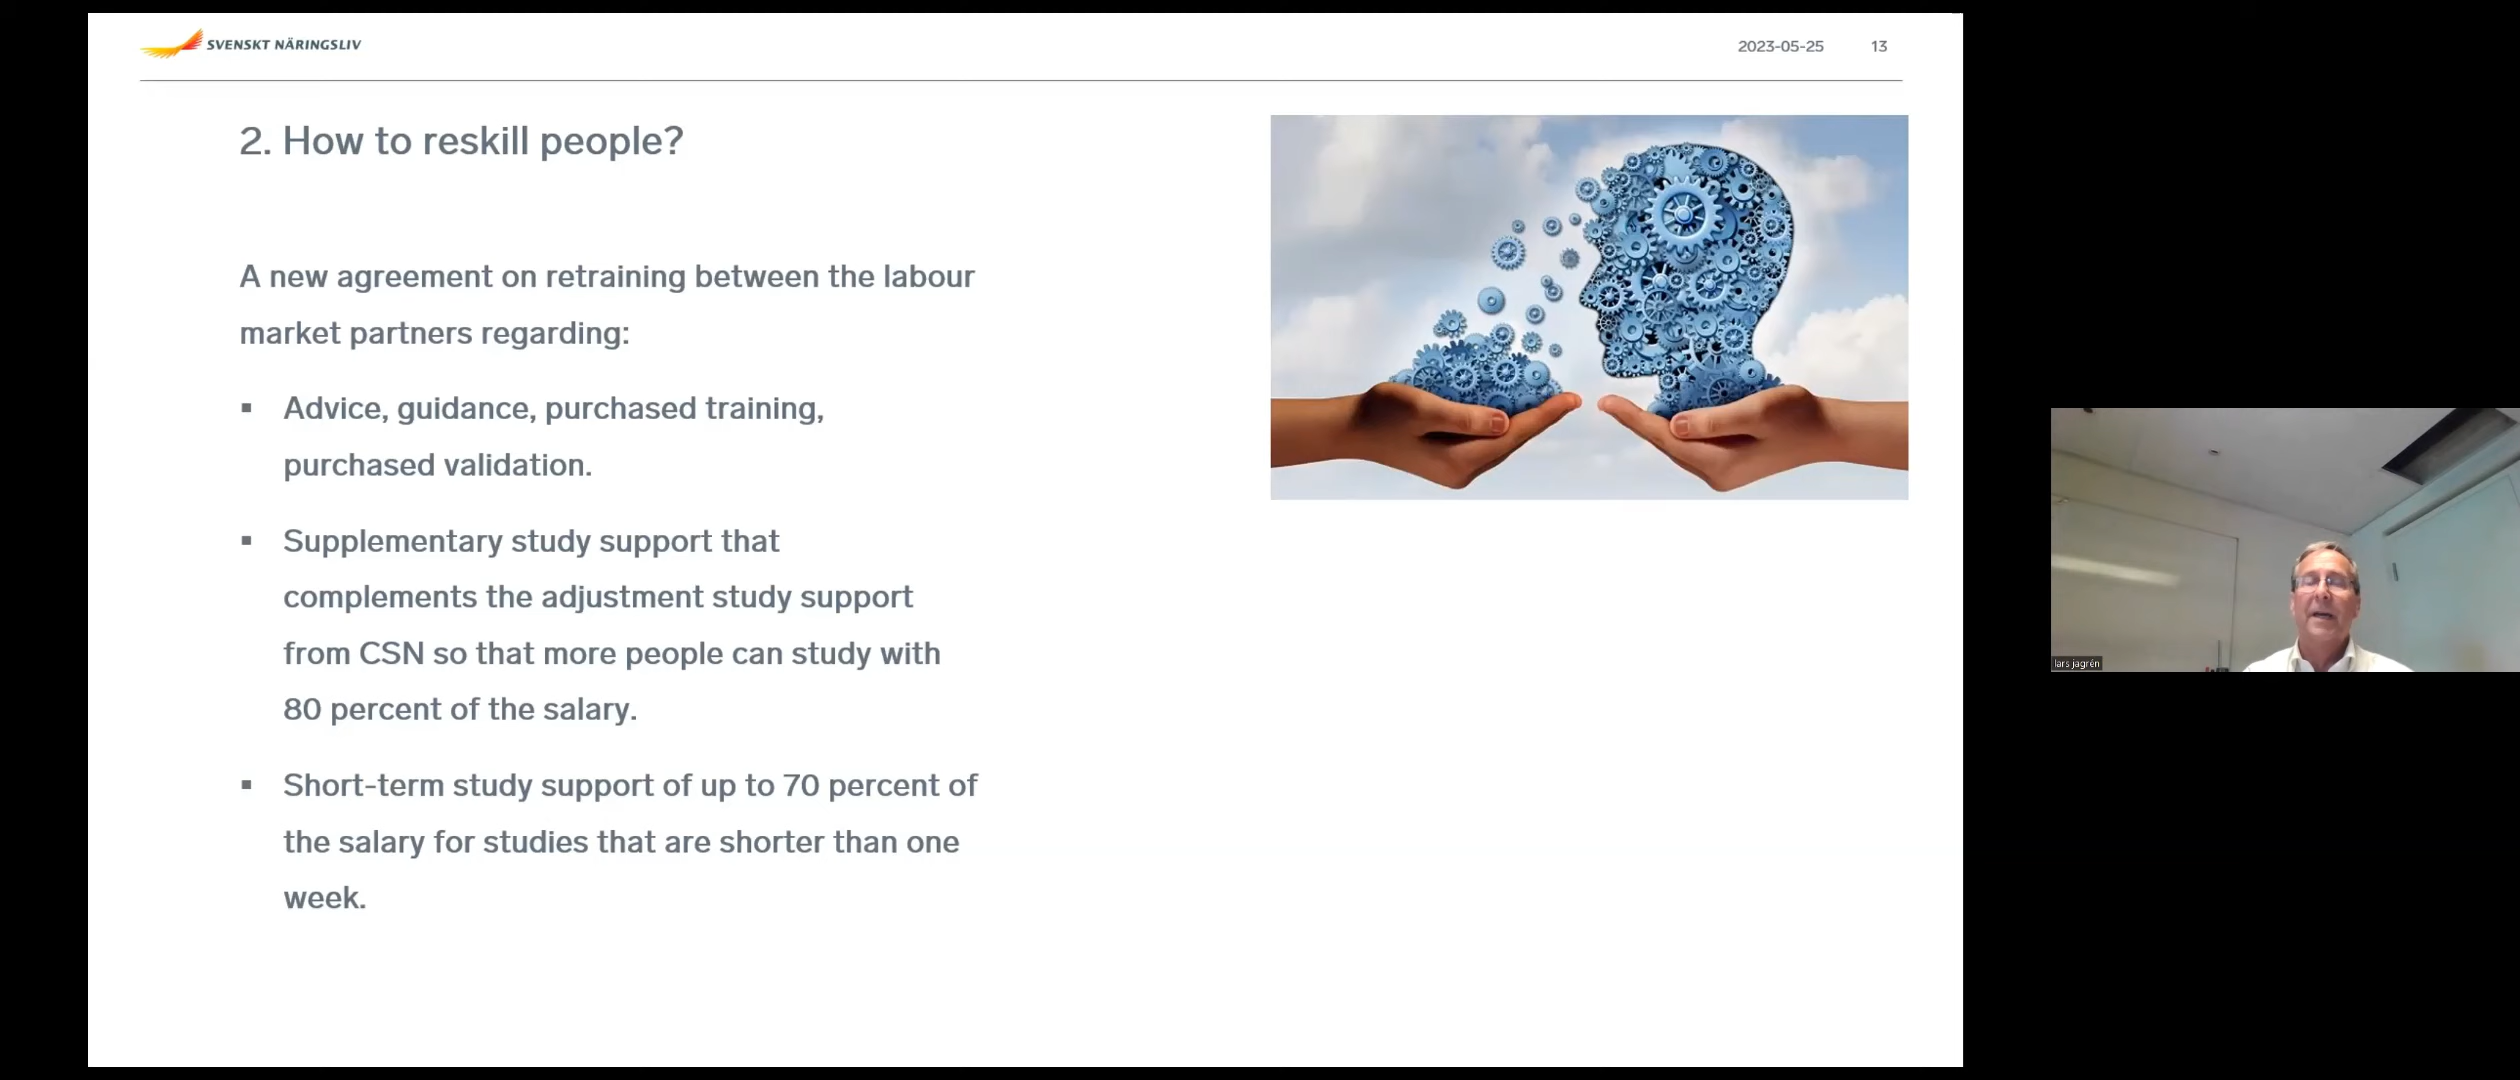 SVENSKT NÄRINGSLIV
2023-05-25 13
2. How to reskill people?
A new agreement on retraining between the labour
market partners regarding:
▪ Advice, guidance, purchased training,
purchased validation.
▪ Supplementary study support that
complements the adjustment study support
from CSN so that more people can study with
80 percent of the salary.
▪ Short-term study support of up to 70 percent of
the salary for studies that are shorter than one
week.
lars jagrén